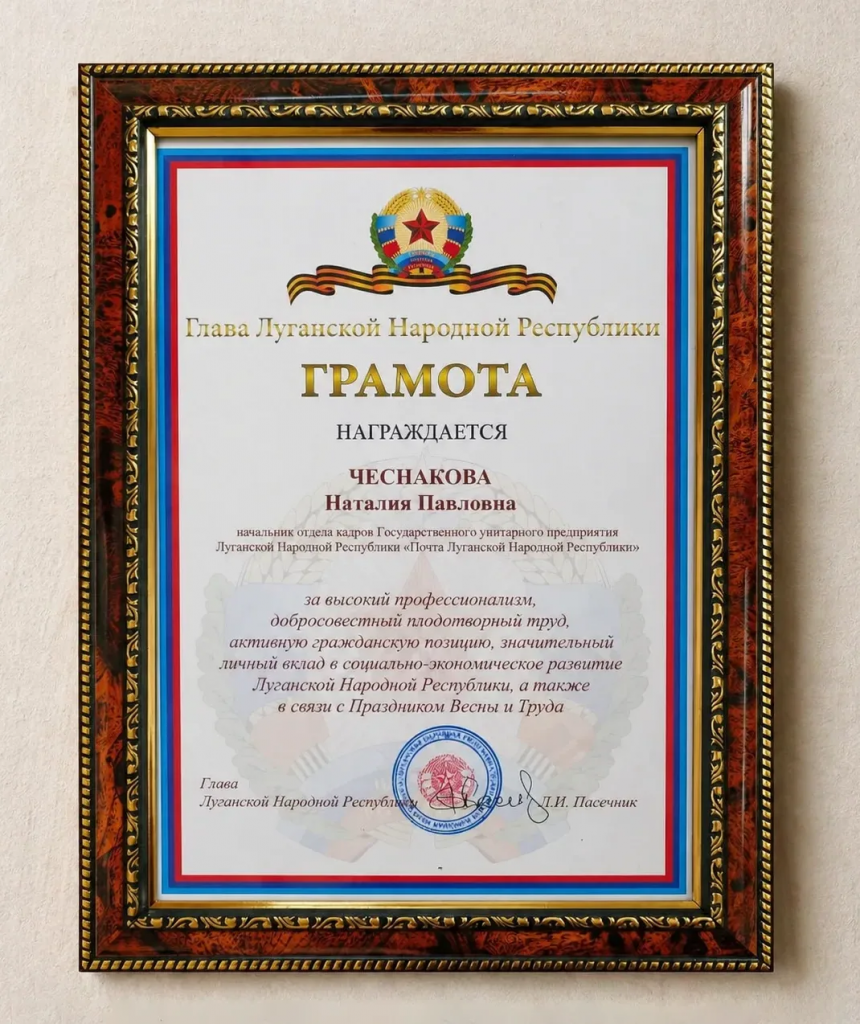 Глава Луганской Народной Республики
ГРАМОТА
НАГРАЖДАЕТСЯ
ЧЕСНАКОВА
Наталия Павловна
начальник отдела кадров Государственного унитарного предприятия
Луганской Народной Республики «Почта Луганской Народной Республики»
за высокий профессионализм,
добросовестный плодотворный труд,
активную гражданскую позицию, значительный
личный вклад в социально-экономическое развитие
Луганской Народной Республики, а также
в связи с Праздником Весны и Труда
Глава
Луганской Народной Республики Л.И. Пасечник